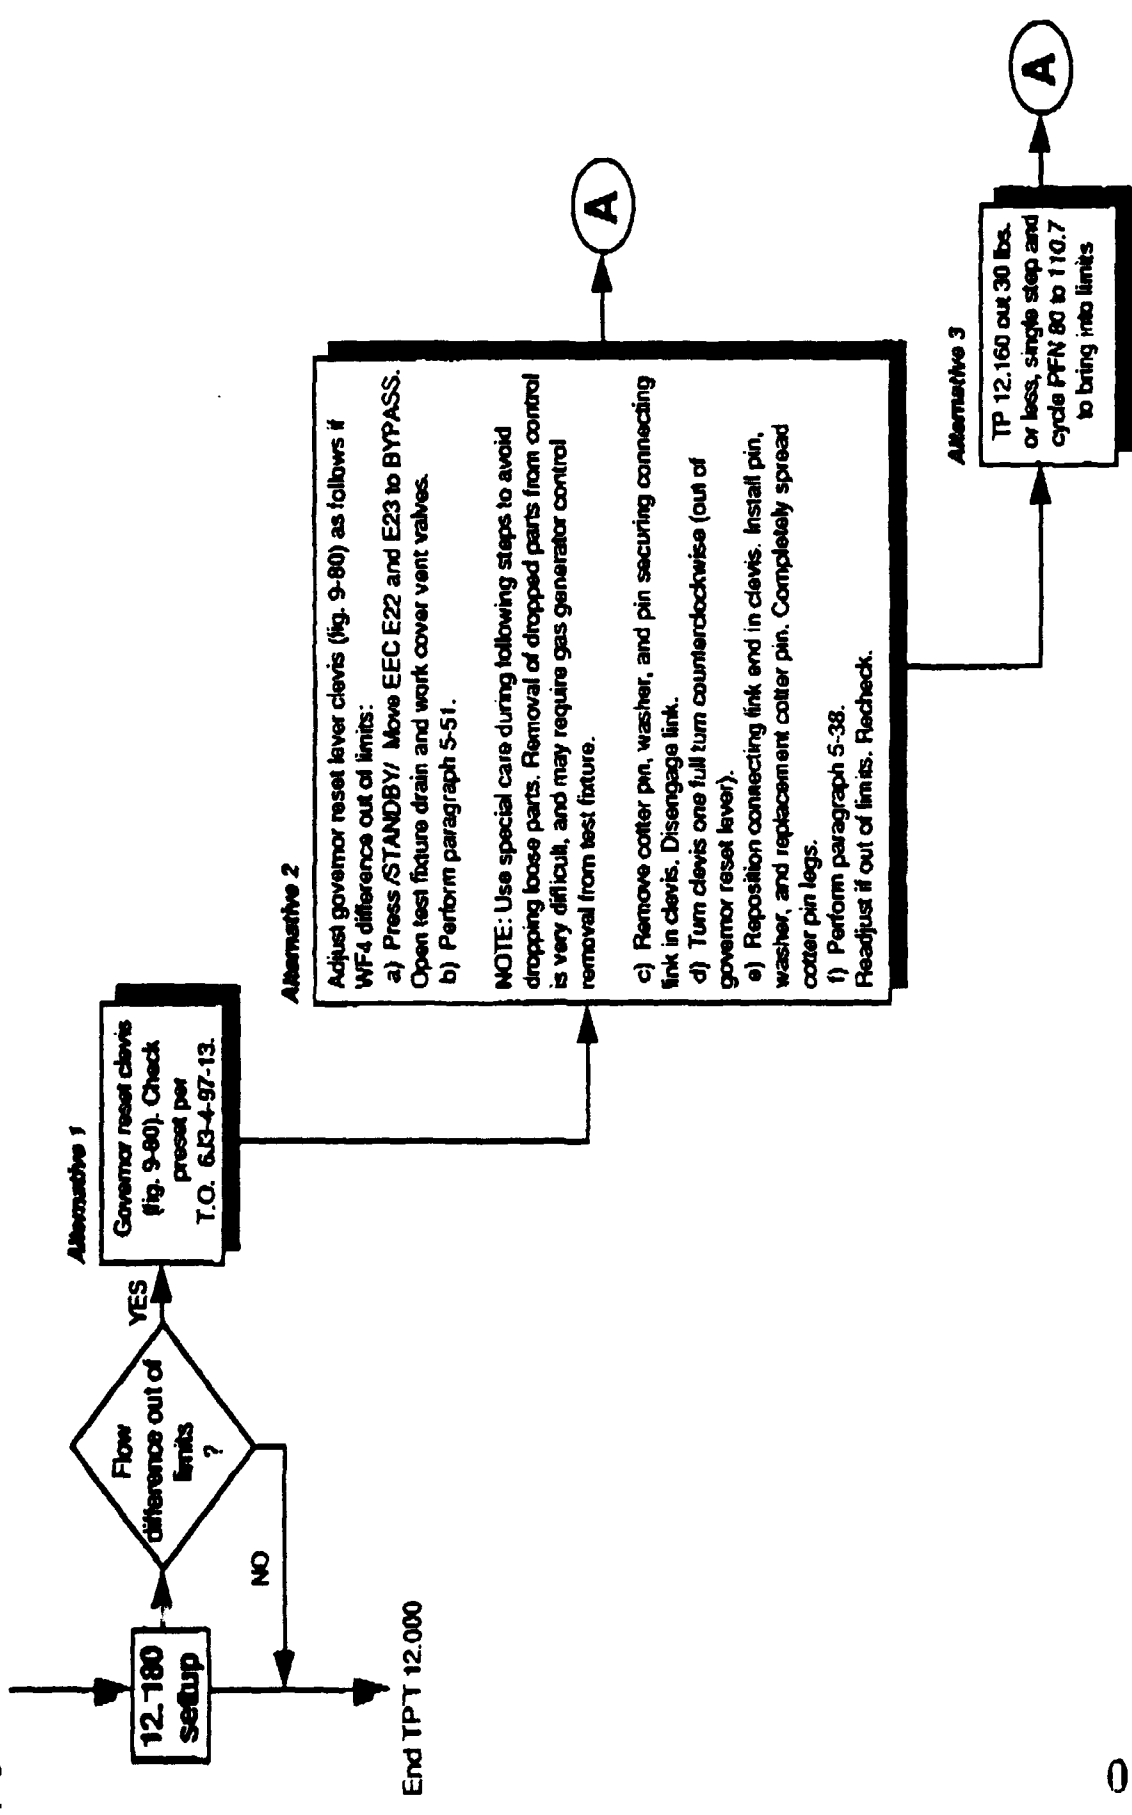 12.180
setup
Flow
difference out of
limits
?
YES
NO
End TPT 12.000
Alternative 1
Governor reset clevis
(fig. 9-80). Check
preset per
T.O. 6J3-4-97-13.
Alternative 2
Adjust governor reset lever clevis (fig. 9-80) as follows if
WF4 difference out of limits:
a) Press /STANDBY/ Move EEC E22 and E23 to BYPASS.
Open test fixture drain and work cover vent valves.
b) Perform paragraph 5-51.
NOTE: Use special care during following steps to avoid
dropping loose parts. Removal of dropped parts from control
is very difficult, and may require gas generator control
removal from test fixture.
c) Remove cotter pin, washer, and pin securing connecting
link in clevis. Disengage link.
d) Turn clevis one full turn counterclockwise (out of
governor reset lever).
e) Reposition connecting link end in clevis. Install pin,
washer, and replacement cotter pin. Completely spread
cotter pin legs.
f) Perform paragraph 5-38.
Readjust if out of limits. Recheck.
A
Alternative 3
TP 12.160 out 30 lbs.
or less, single step and
cycle PFN 80 to 110.7
to bring into limits
A
0